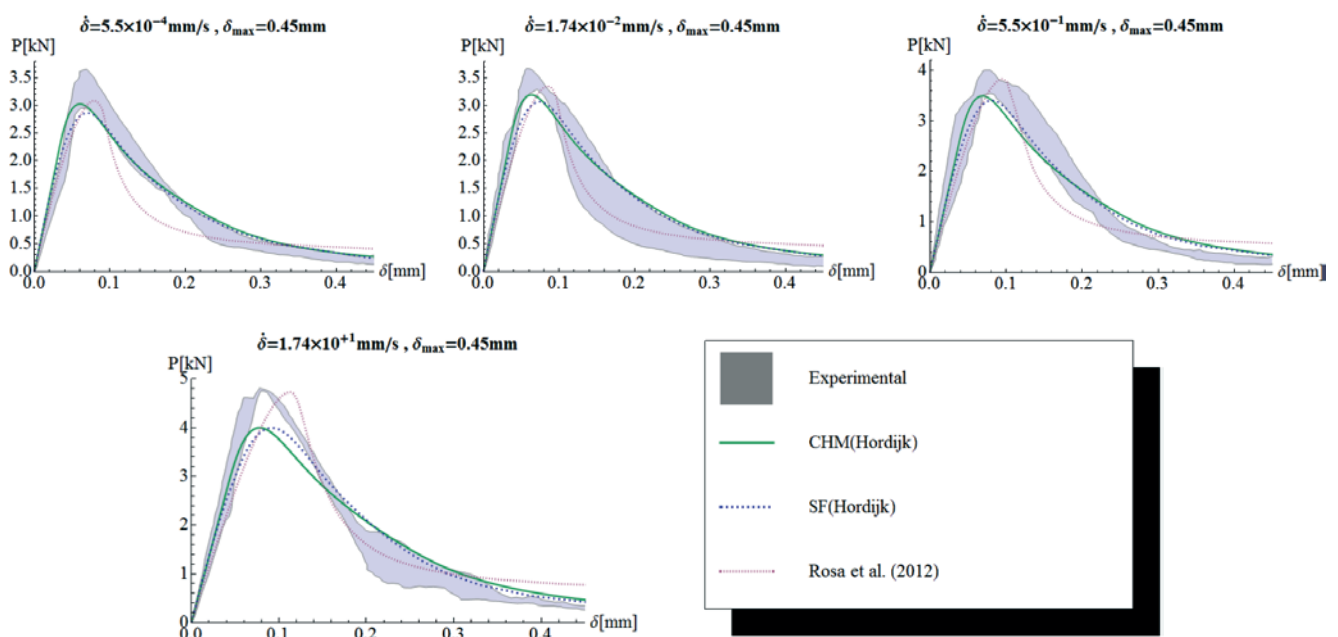 δ̇=5.5×10⁻⁴mm/s , δmax=0.45mm
P[kN]
3.5
3.0
2.5
2.0
1.5
1.0
0.5
0.0
0.0 0.1 0.2 0.3 0.4
δ[mm]
δ̇=1.74×10⁻²mm/s , δmax=0.45mm
P[kN]
3.5
3.0
2.5
2.0
1.5
1.0
0.5
0.0
0.0 0.1 0.2 0.3 0.4
δ[mm]
δ̇=5.5×10⁻¹mm/s , δmax=0.45mm
P[kN]
4
3
2
1
0
0.0 0.1 0.2 0.3 0.4
δ[mm]
δ̇=1.74×10⁺¹mm/s , δmax=0.45mm
P[kN]
5
4
3
2
1
0
0.0 0.1 0.2 0.3 0.4
δ[mm]
Experimental
CHM(Hordijk)
SF(Hordijk)
Rosa et al. (2012)